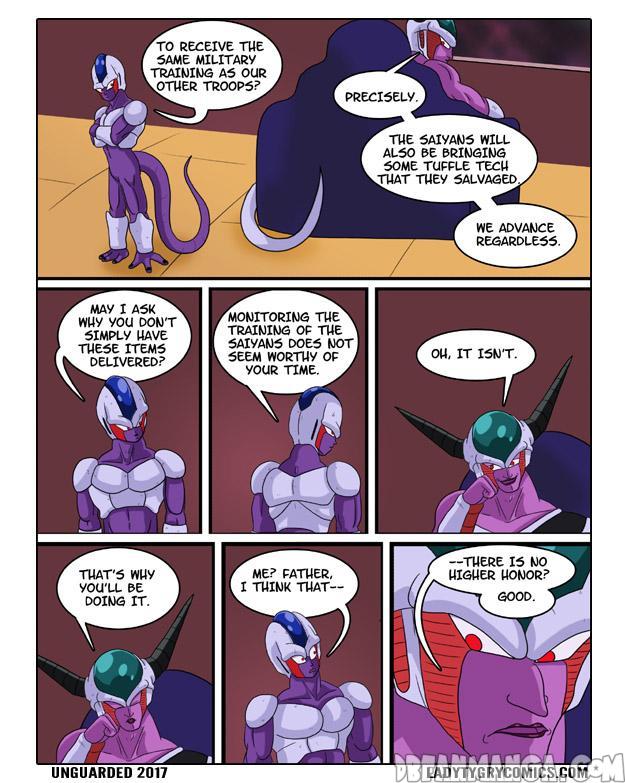 TO RECEIVE THE
SAME MILITARY
TRAINING AS OUR
OTHER TROOPS?
PRECISELY.
THE SAIYANS WILL
ALSO BE BRINGING
SOME TUFFLE TECH
THAT THEY SALVAGED.
WE ADVANCE
REGARDLESS.
MAY I ASK
WHY YOU DON'T
SIMPLY HAVE
THESE ITEMS
DELIVERED?
MONITORING THE
TRAINING OF THE
SAIYANS DOES NOT
SEEM WORTHY OF
YOUR TIME.
OH, IT ISN'T.
THAT'S WHY
YOU'LL BE
DOING IT.
ME? FATHER,
I THINK THAT--
--THERE IS NO
HIGHER HONOR?
GOOD.
UNGUARDED 2017
LADYTYGRYCOMICS.COM